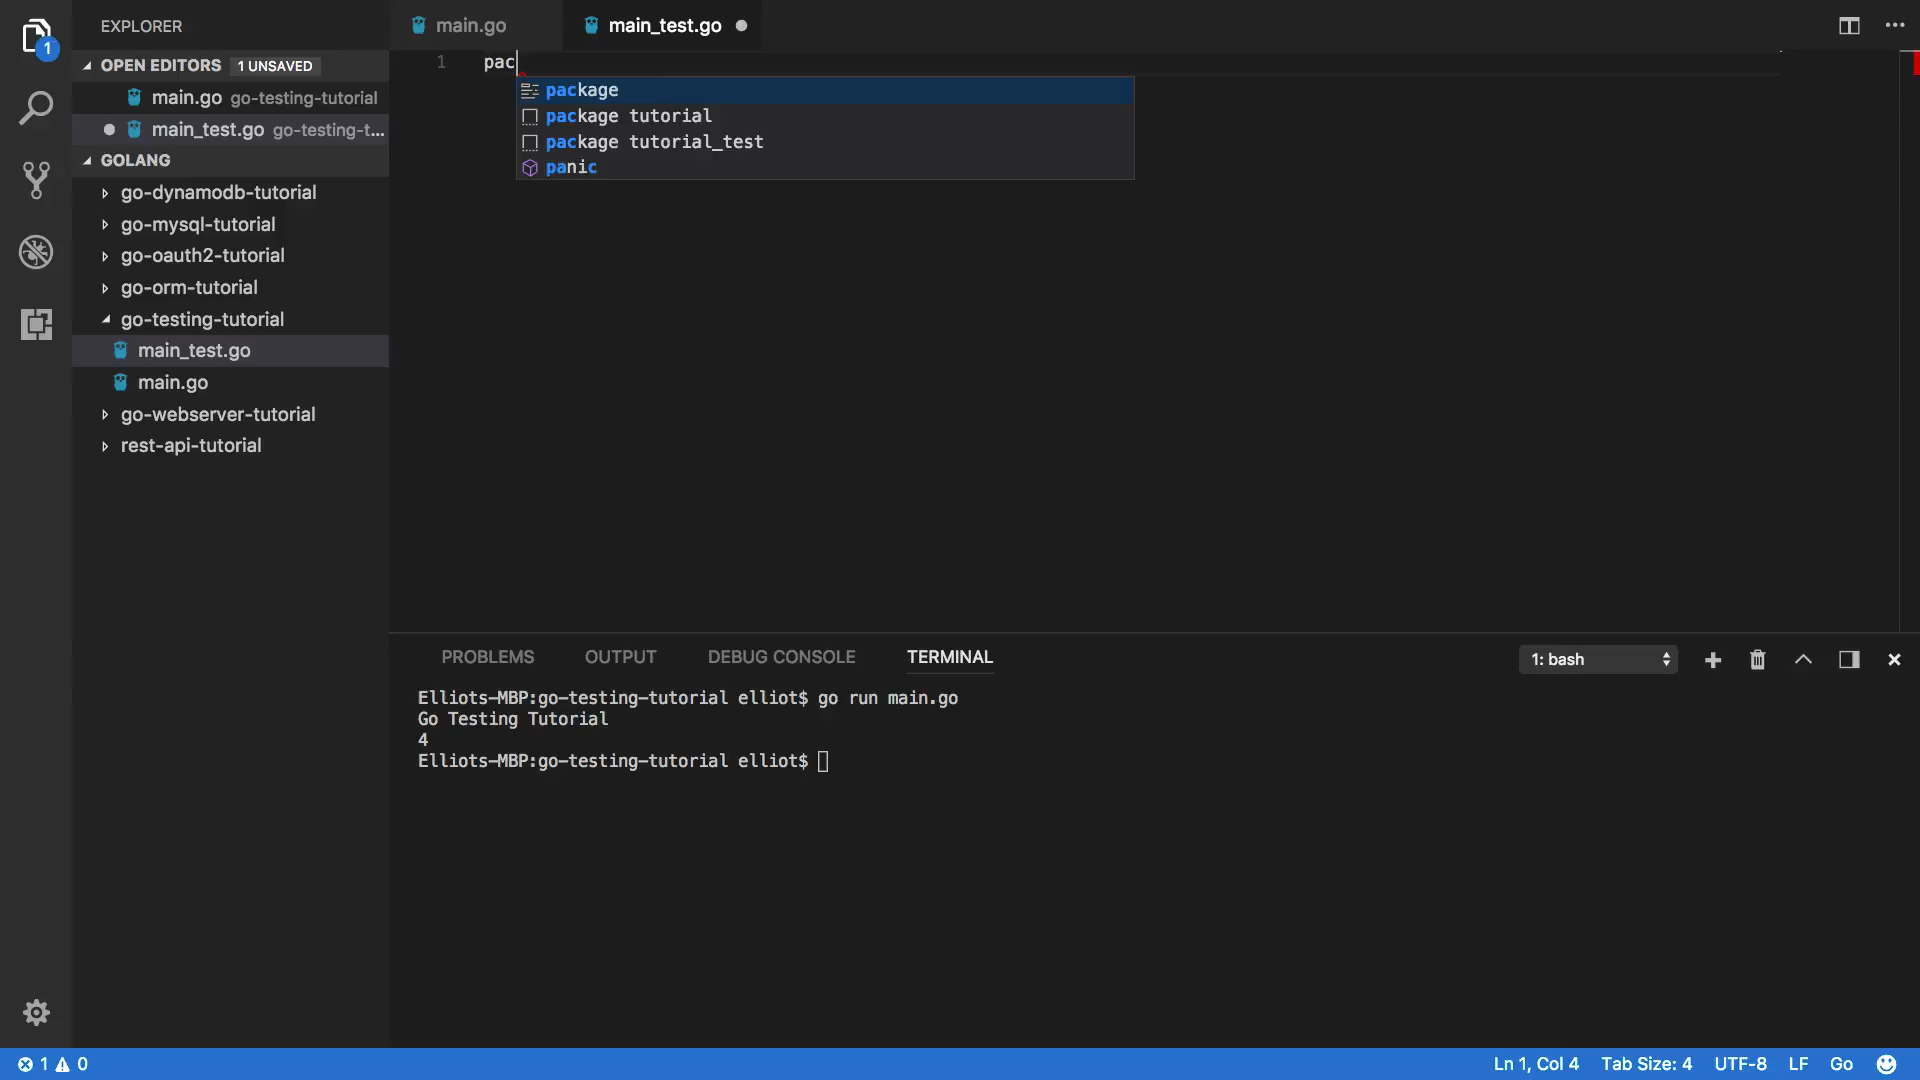 1
EXPLORER
OPEN EDITORS 1 UNSAVED
main.go go-testing-tutorial
main_test.go go-testing-t...
GOLANG
go-dynamodb-tutorial
go-mysql-tutorial
go-oauth2-tutorial
go-orm-tutorial
go-testing-tutorial
main_test.go
main.go
go-webserver-tutorial
rest-api-tutorial
main.go
main_test.go
1 pac
package
package tutorial
package tutorial_test
panic
PROBLEMS OUTPUT DEBUG CONSOLE TERMINAL
1: bash
Elliots-MBP:go-testing-tutorial elliot$ go run main.go
Go Testing Tutorial
4
Elliots-MBP:go-testing-tutorial elliot$
1 0
Ln 1, Col 4 Tab Size: 4 UTF-8 LF Go